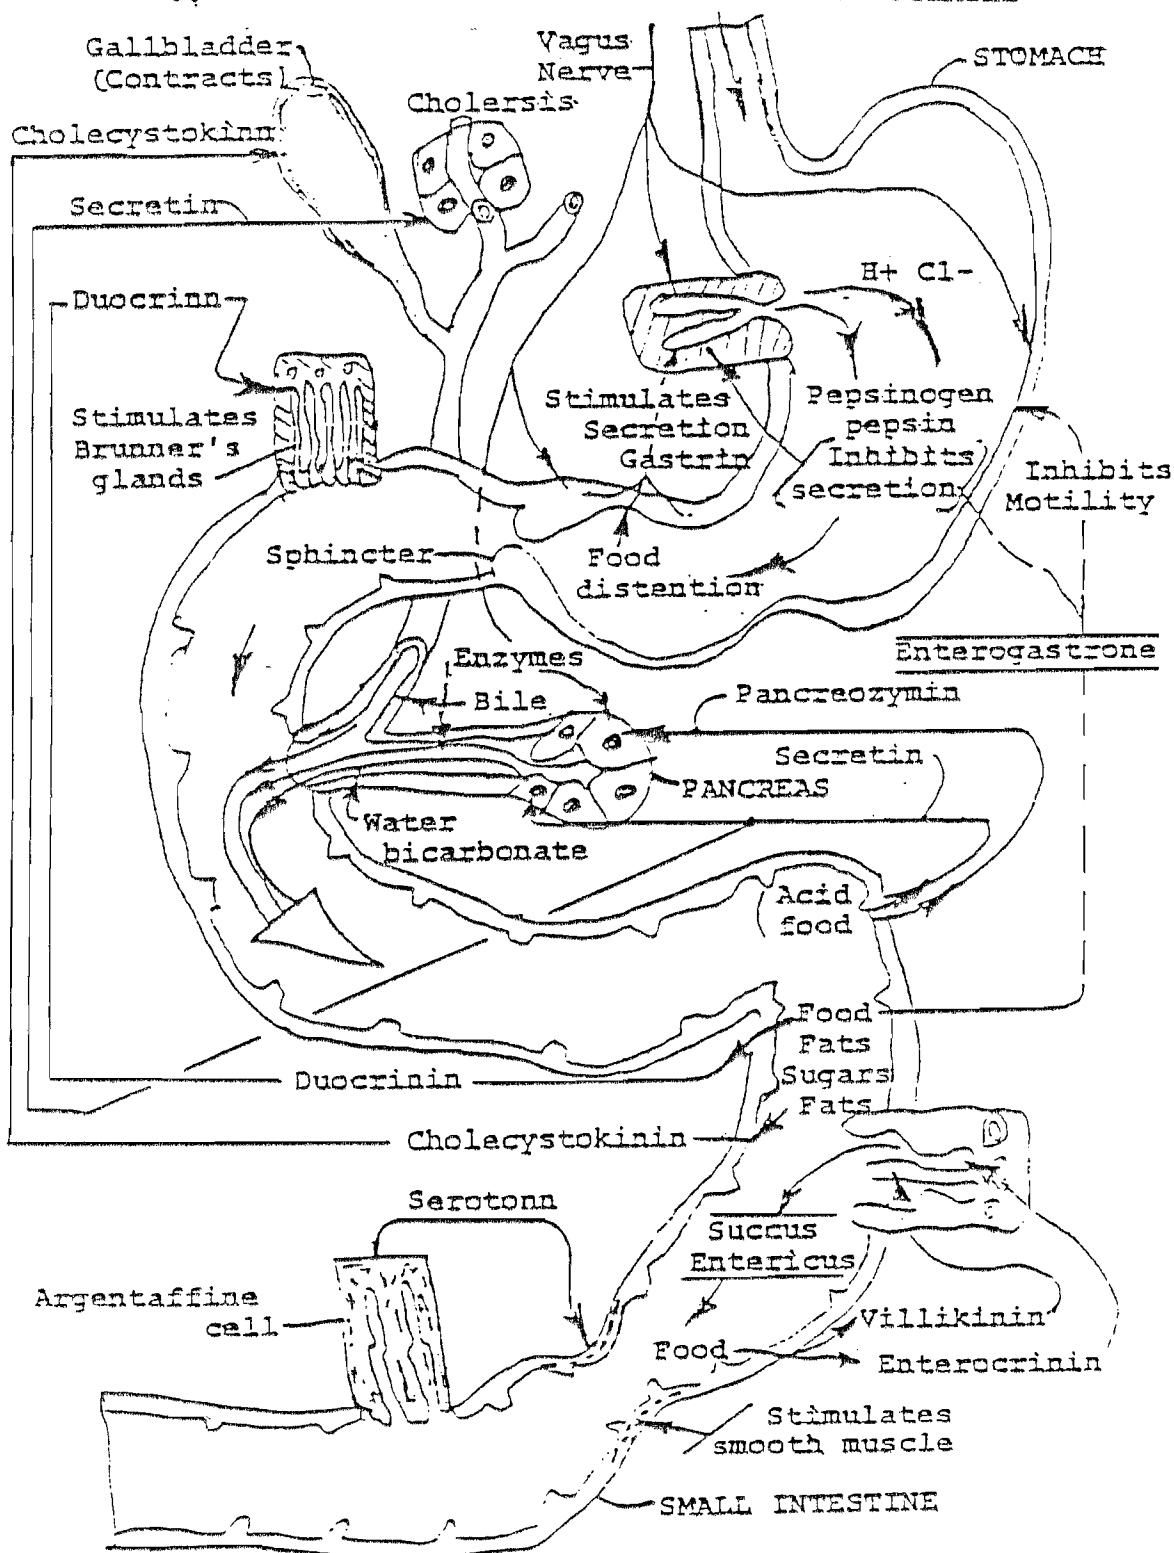 Gallbladder
(Contracts)
Vagus
Nerve
STOMACH
Cholersis
Cholecystokinn
Secretin
H+ Cl-
Duocrinn
Stimulates
Brunner's
glands
Stimulates
Secretion
Gastrin
Pepsinogen
pepsin
Inhibits
secretion
Inhibits
Motility
Sphincter
Food
distention
Enterogastrone
Enzymes
Bile
Pancreozymin
Secretin
PANCREAS
Water
bicarbonate
Acid
food
Food
Fats
Sugars
Fats
Duocrinin
Cholecystokinin
Serotonn
Succus
Entericus
Argentaffine
cell
Villikinin
Food
Enterocrinin
Stimulates
smooth muscle
SMALL INTESTINE